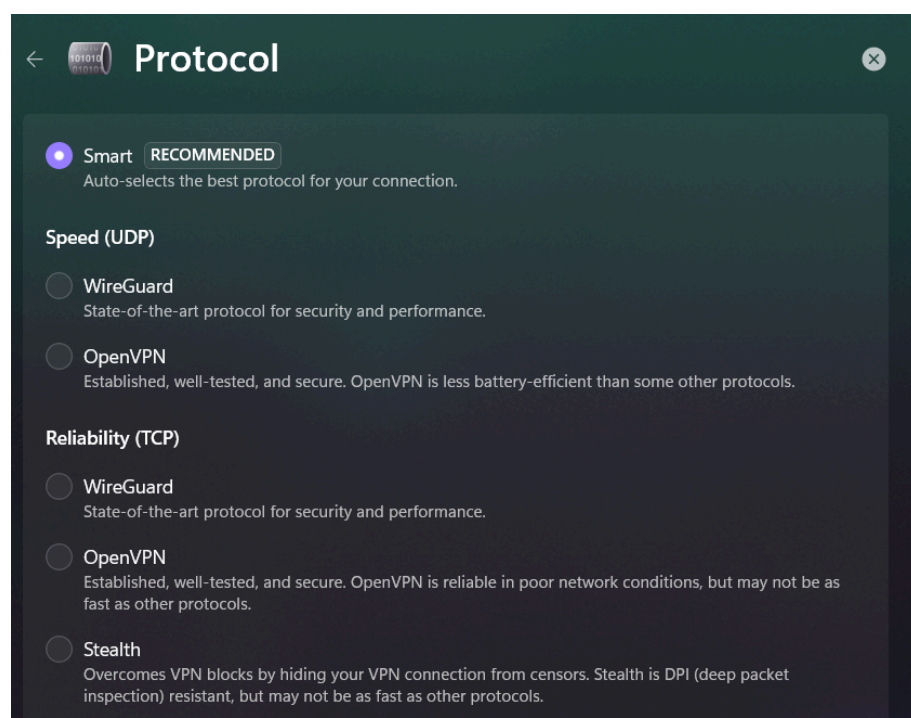 Protocol
Smart RECOMMENDED
Auto-selects the best protocol for your connection.
Speed (UDP)
WireGuard
State-of-the-art protocol for security and performance.
OpenVPN
Established, well-tested, and secure. OpenVPN is less battery-efficient than some other protocols.
Reliability (TCP)
WireGuard
State-of-the-art protocol for security and performance.
OpenVPN
Established, well-tested, and secure. OpenVPN is reliable in poor network conditions, but may not be as
fast as other protocols.
Stealth
Overcomes VPN blocks by hiding your VPN connection from censors. Stealth is DPI (deep packet
inspection) resistant, but may not be as fast as other protocols.